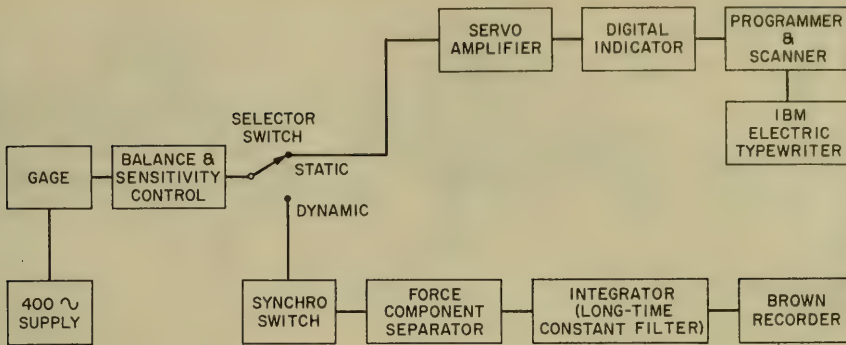 SERVO
AMPLIFIER
DIGITAL
INDICATOR
PROGRAMMER
&
SCANNER
IBM
ELECTRIC
TYPEWRITER
SELECTOR
SWITCH
STATIC
DYNAMIC
GAGE
BALANCE &
SENSITIVITY
CONTROL
400 ~
SUPPLY
SYNCHRO
SWITCH
FORCE
COMPONENT
SEPARATOR
INTEGRATOR
(LONG-TIME
CONSTANT FILTER)
BROWN
RECORDER